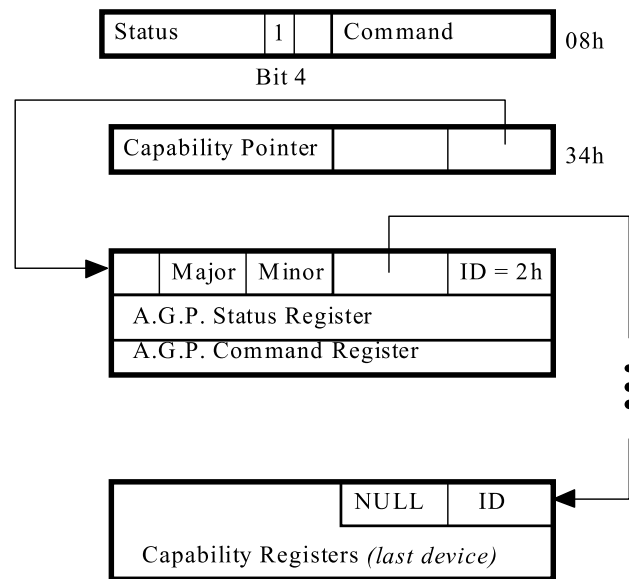 Status 1 Command 08h
Bit 4
Capability Pointer 34h
Major Minor ID = 2h
A.G.P. Status Register
A.G.P. Command Register
NULL ID
Capability Registers (last device)